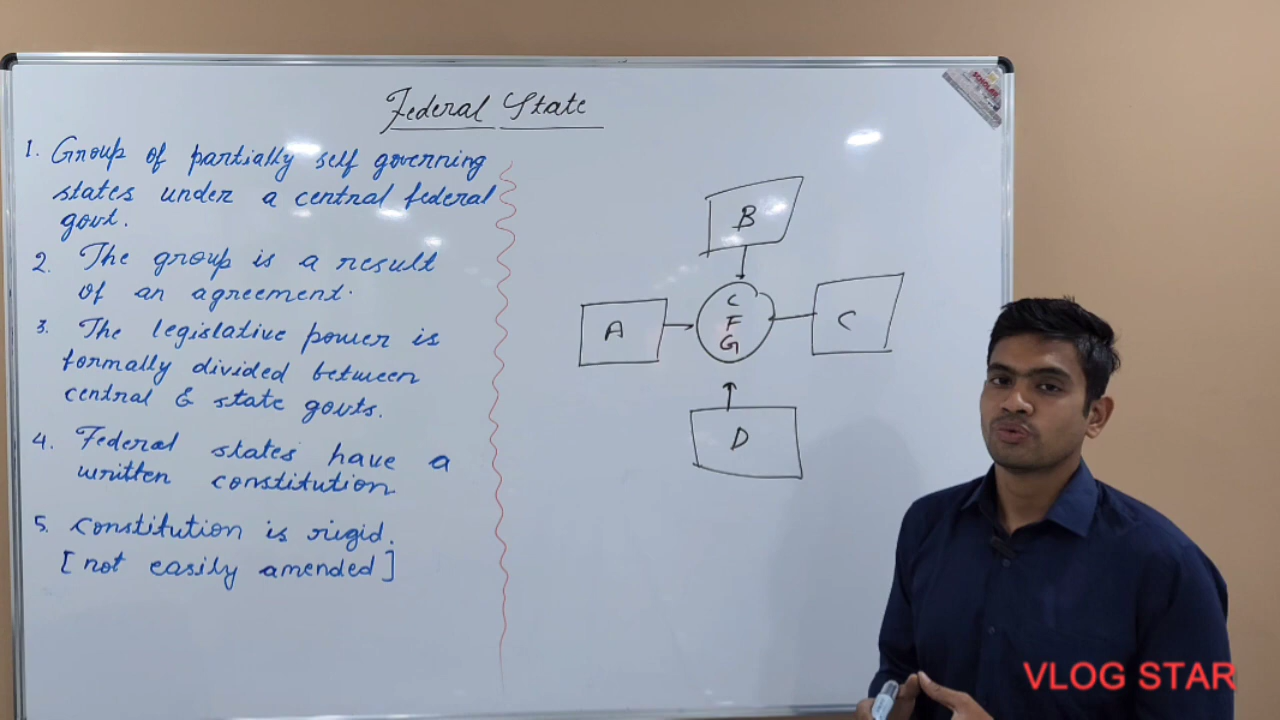 Federal State
1. Group of partially self governing
states under a central federal
govt.
2. The group is a result
of an agreement.
3. The legislative power is
formally divided between
central & state govts.
4. Federal states have a
written constitution
5. Constitution is rigid.
[not easily amended]
B
A
C
F
G
C
D
SCHOLAR
VLOG STAR